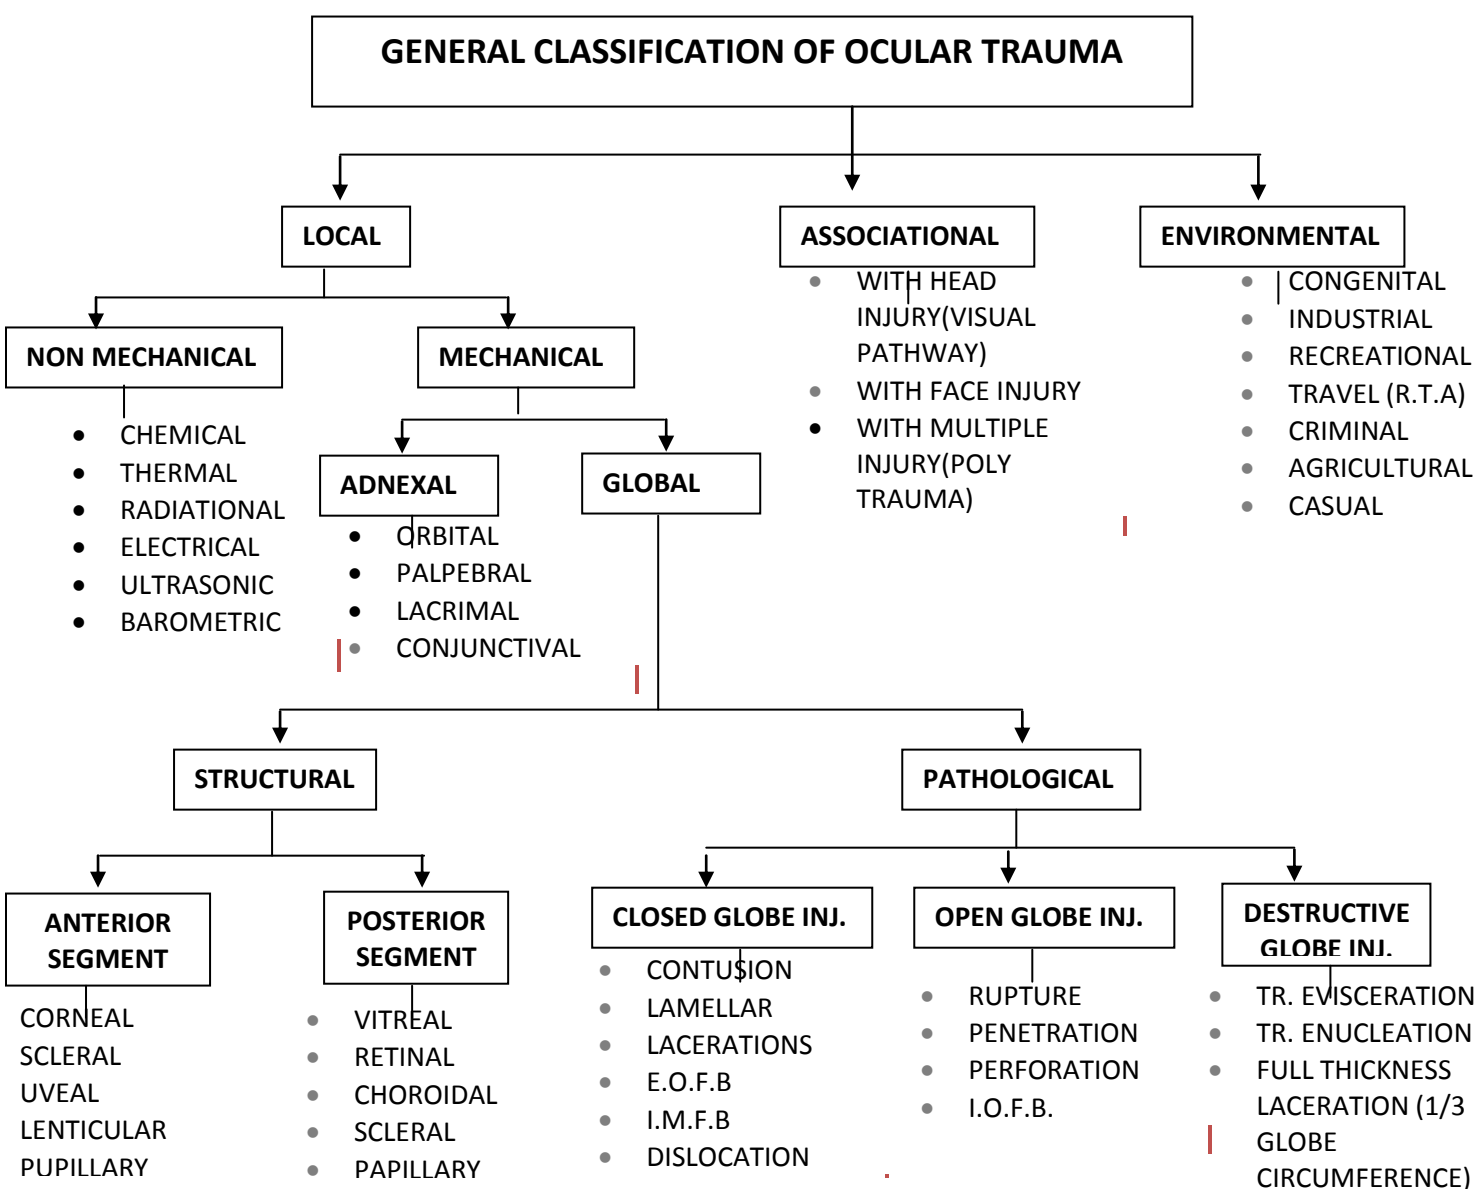 GENERAL CLASSIFICATION OF OCULAR TRAUMA
LOCAL
ASSOCIATIONAL
ENVIRONMENTAL
WITH HEAD
INJURY(VISUAL
PATHWAY)
WITH FACE INJURY
WITH MULTIPLE
INJURY(POLY
TRAUMA)
CONGENITAL
INDUSTRIAL
RECREATIONAL
TRAVEL (R.T.A)
CRIMINAL
AGRICULTURAL
CASUAL
NON MECHANICAL
MECHANICAL
CHEMICAL
THERMAL
RADIATIONAL
ELECTRICAL
ULTRASONIC
BAROMETRIC
ADNEXAL
GLOBAL
ORBITAL
PALPEBRAL
LACRIMAL
CONJUNCTIVAL
STRUCTURAL
PATHOLOGICAL
ANTERIOR
SEGMENT
CORNEAL
SCLERAL
UVEAL
LENTICULAR
PUPILLARY
POSTERIOR
SEGMENT
VITREAL
RETINAL
CHOROIDAL
SCLERAL
PAPILLARY
CLOSED GLOBE INJ.
CONTUSION
LAMELLAR
LACERATIONS
E.O.F.B
I.M.F.B
DISLOCATION
OPEN GLOBE INJ.
RUPTURE
PENETRATION
PERFORATION
I.O.F.B.
DESTRUCTIVE
GLOBE INJ.
TR. EVISCERATION
TR. ENUCLEATION
FULL THICKNESS
LACERATION (1/3
GLOBE
CIRCUMFERENCE)